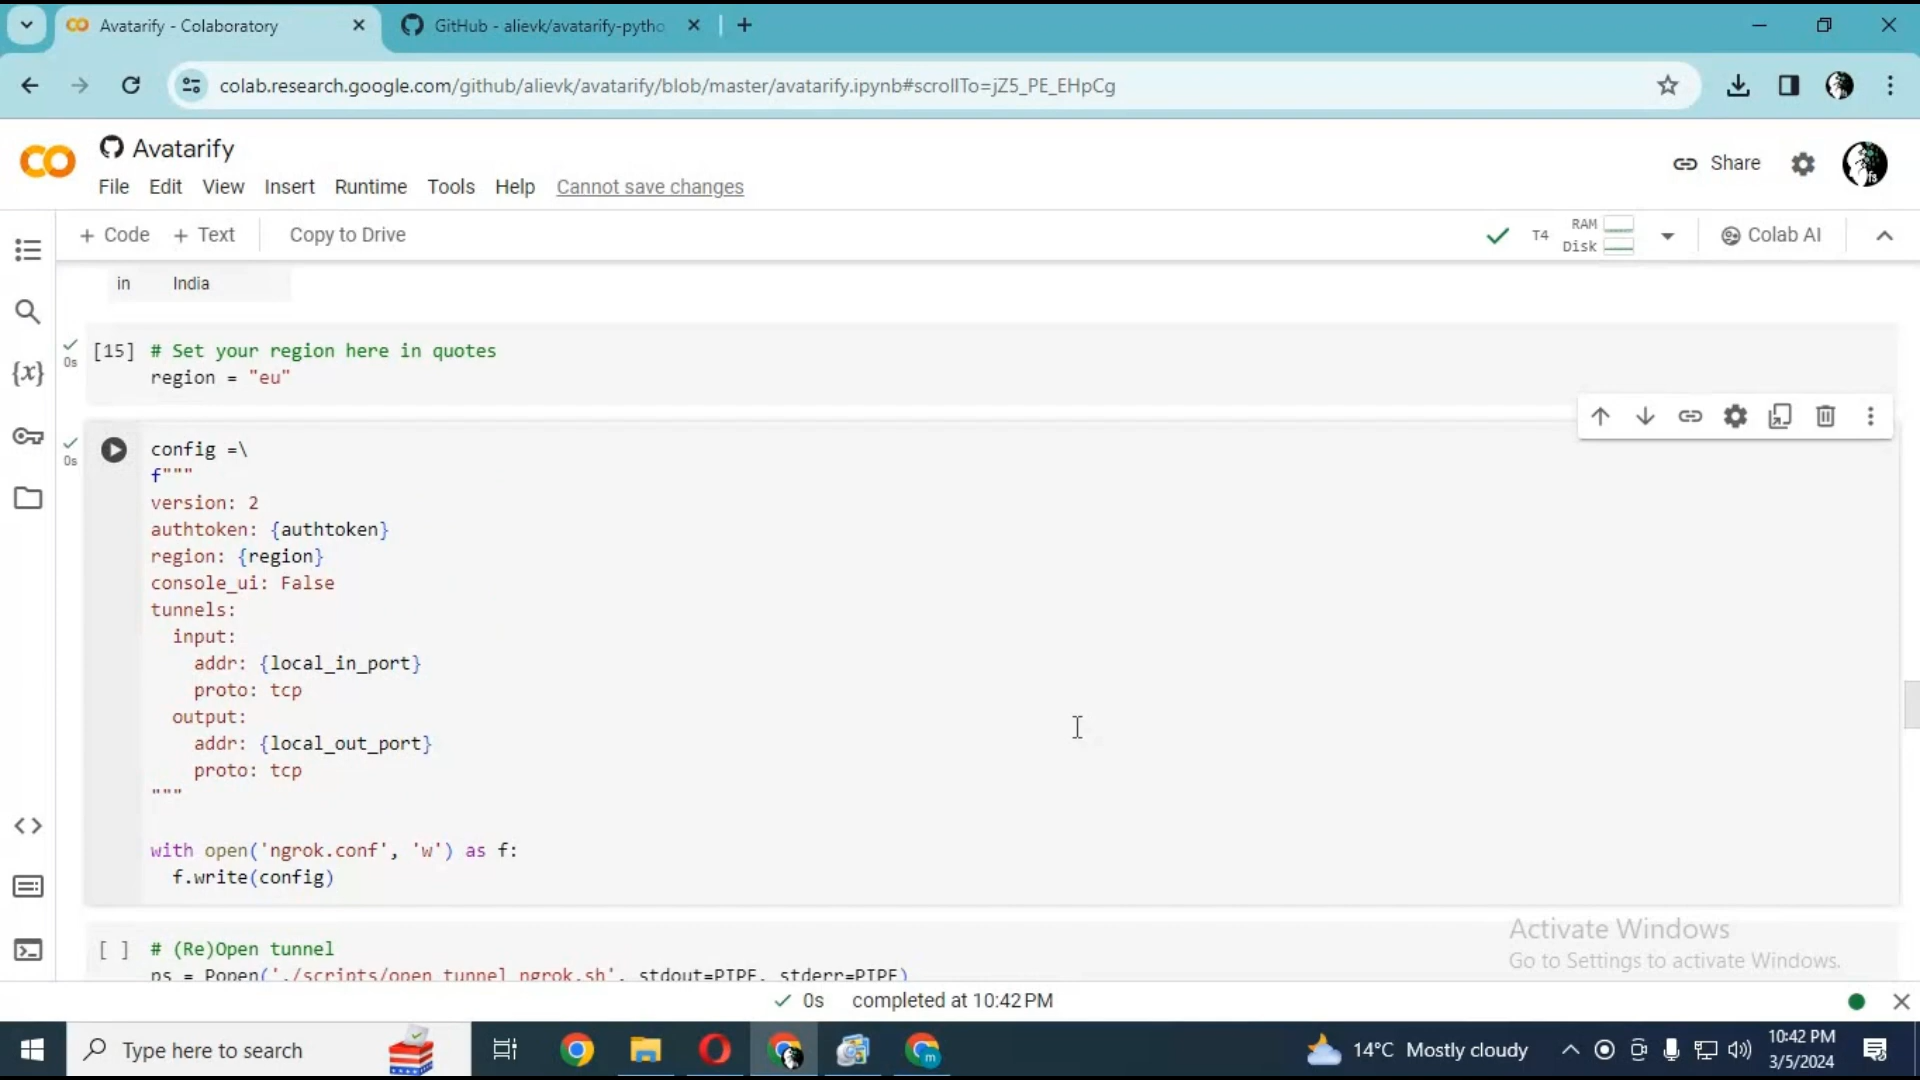 Avatarify - Colaboratory
GitHub - alievk/avatarify-pytho
colab.research.google.com/github/alievk/avatarify/blob/master/avatarify.ipynb#scrollTo=jZ5_PE_EHpCg
Avatarify
Share
File Edit View Insert Runtime Tools Help Cannot save changes
+ Code + Text Copy to Drive
T4 RAM
Disk
Colab AI
in India
0s
[15] # Set your region here in quotes
region = "eu"
0s
config =\
f"""
version: 2
authtoken: {authtoken}
region: {region}
console_ui: False
tunnels:
input:
addr: {local_in_port}
proto: tcp
output:
addr: {local_out_port}
proto: tcp
"""
with open('ngrok.conf', 'w') as f:
f.write(config)
[ ] # (Re)Open tunnel
ps = Popen('./scripts/open_tunnel_ngrok.sh', stdout=PIPE, stderr=PIPE)
Activate Windows
Go to Settings to activate Windows.
0s completed at 10:42 PM
Type here to search
14°C Mostly cloudy
10:42 PM
3/5/2024